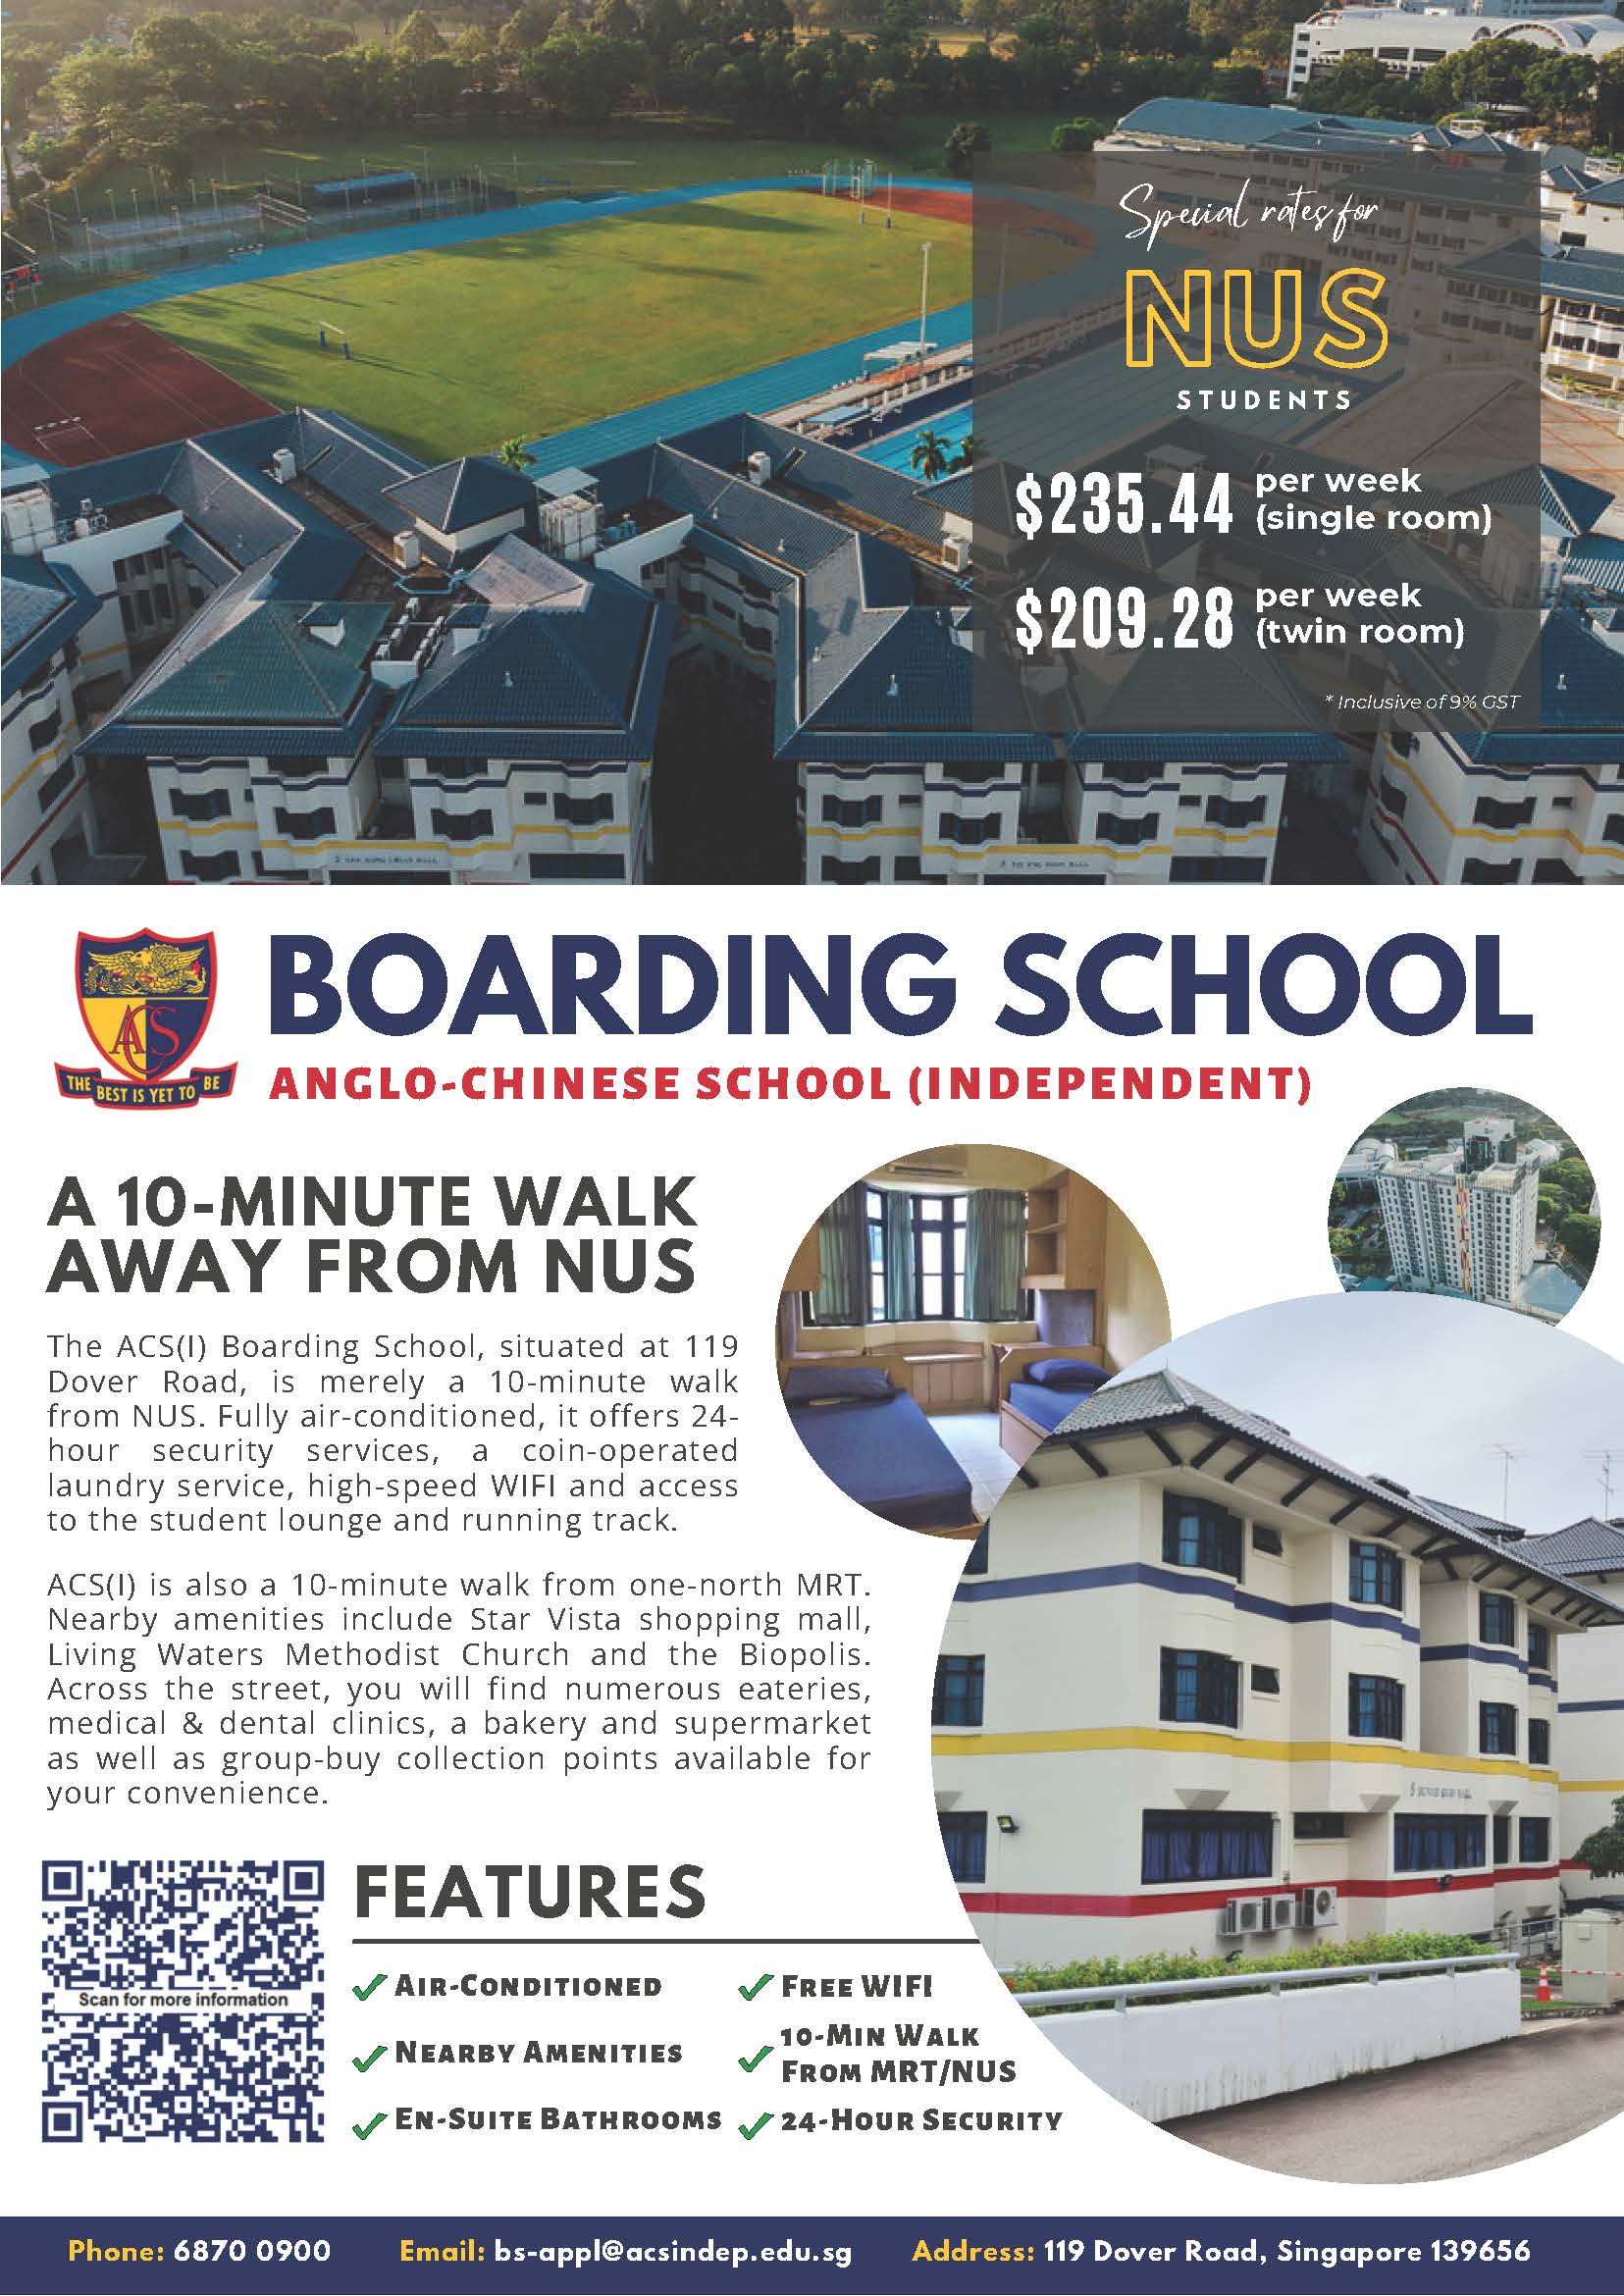 Special rates for
NUS
STUDENTS
$235.44 per week
(single room)
$209.28 per week
(twin room)
* Inclusive of 9% GST
ACS
THE BEST IS YET TO BE
BOARDING SCHOOL
ANGLO-CHINESE SCHOOL (INDEPENDENT)
A 10-MINUTE WALK
AWAY FROM NUS
The ACS(I) Boarding School, situated at 119
Dover Road, is merely a 10-minute walk
from NUS. Fully air-conditioned, it offers 24-
hour security services, a coin-operated
laundry service, high-speed WIFI and access
to the student lounge and running track.
ACS(I) is also a 10-minute walk from one-north MRT.
Nearby amenities include Star Vista shopping mall,
Living Waters Methodist Church and the Biopolis.
Across the street, you will find numerous eateries,
medical & dental clinics, a bakery and supermarket
as well as group-buy collection points available for
your convenience.
Scan for more information
FEATURES
AIR-CONDITIONED
FREE WIFI
NEARBY AMENITIES
10-MIN WALK
FROM MRT/NUS
EN-SUITE BATHROOMS
24-HOUR SECURITY
Phone: 6870 0900 Email: bs-appl@acsindep.edu.sg Address: 119 Dover Road, Singapore 139656